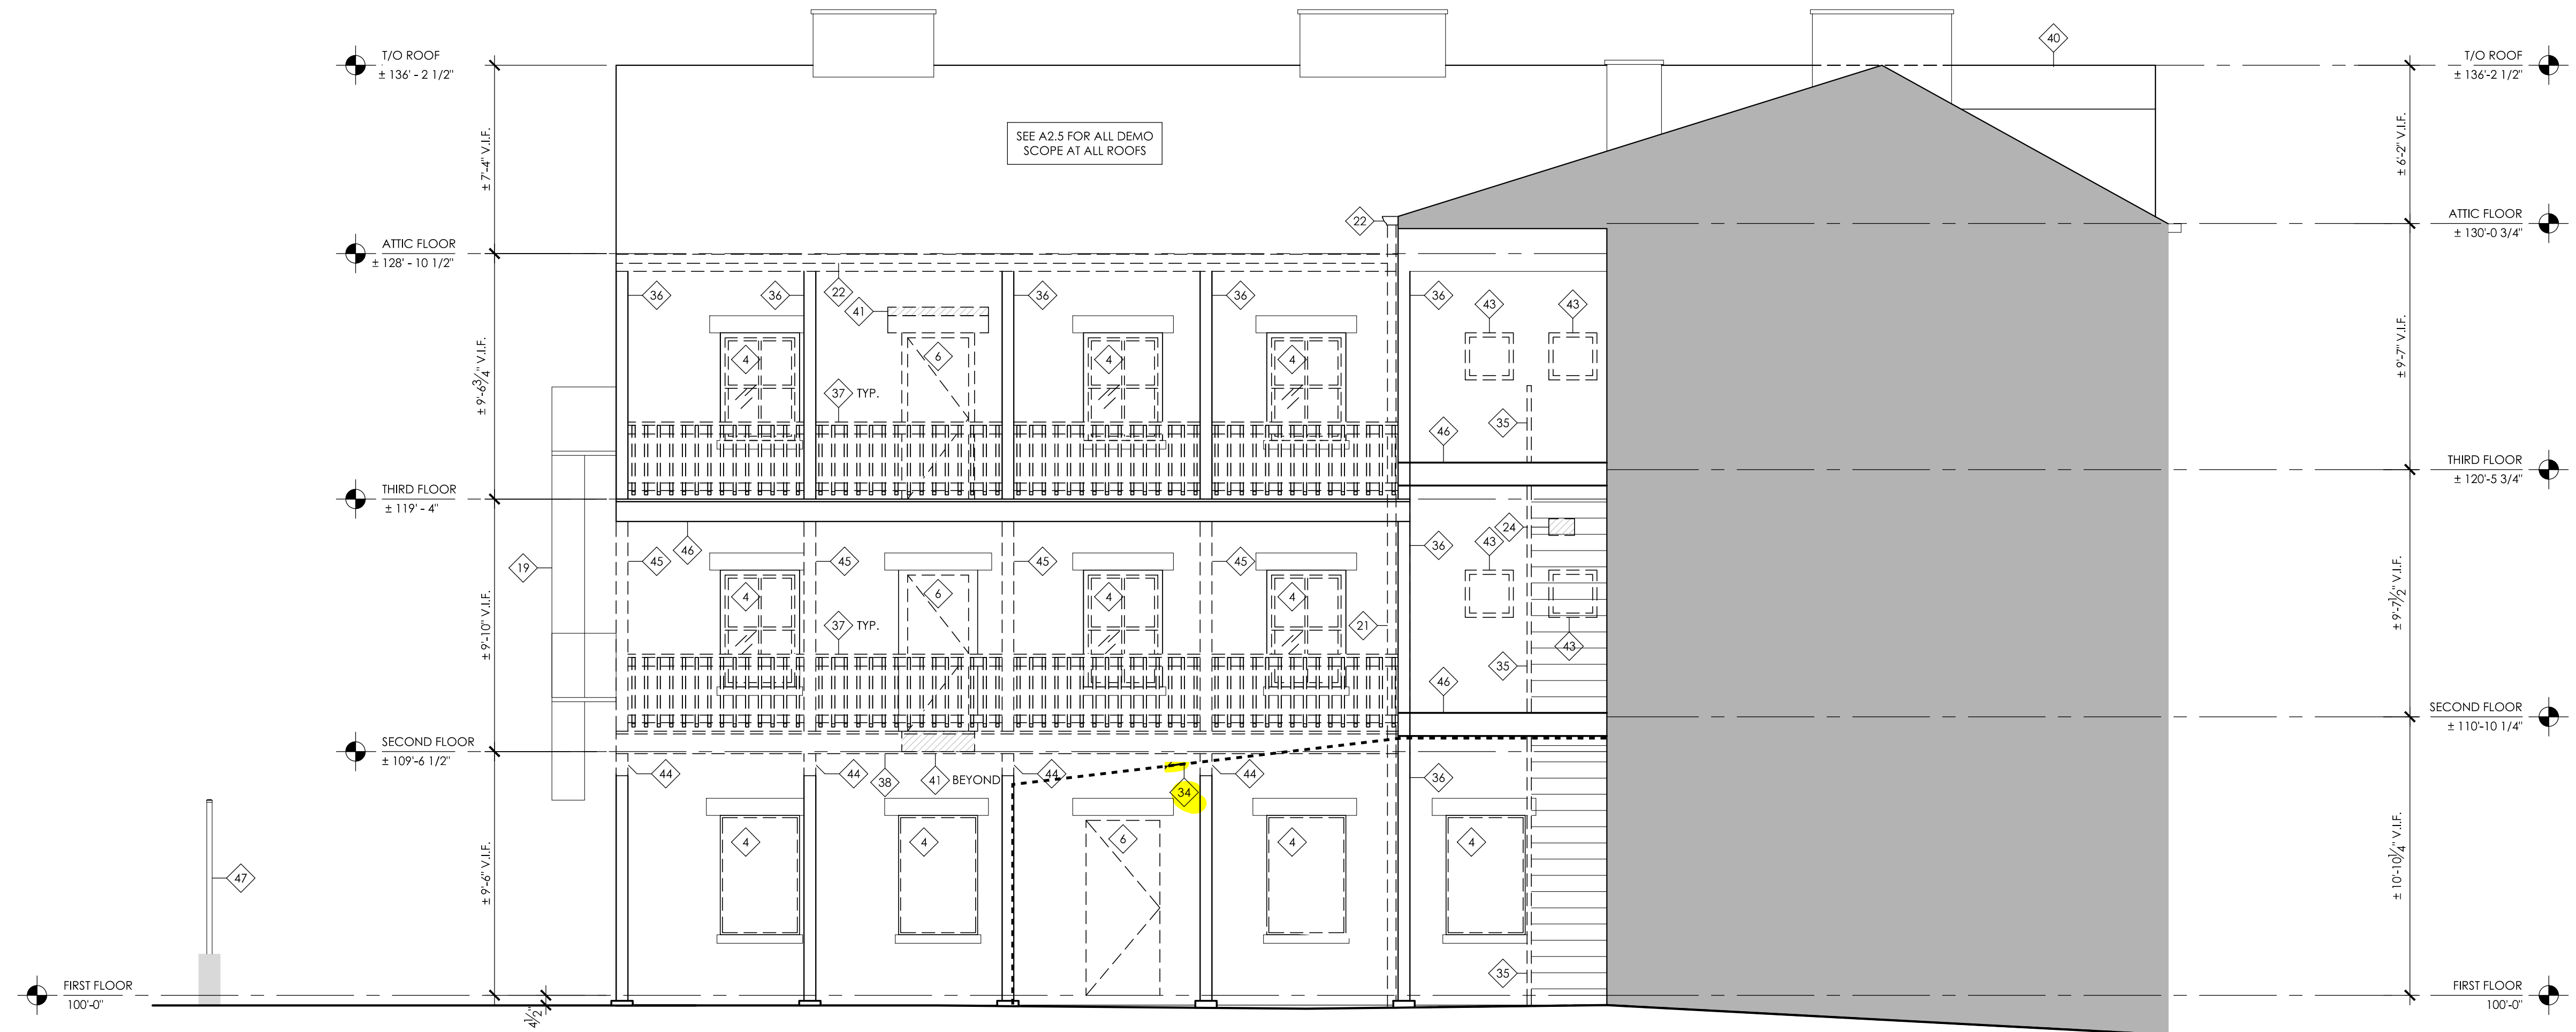 40
T/O ROOF
± 136' - 2 1/2"
T/O ROOF
± 136'-2 1/2"
SEE A2.5 FOR ALL DEMO
SCOPE AT ALL ROOFS
± 7'-4" V.I.F.
± 6'-2" V.I.F.
22
ATTIC FLOOR
± 128' - 10 1/2"
ATTIC FLOOR
± 130'-0 3/4"
36
36
22
41
36
36
36
43
43
4
6
4
4
± 9'-6 3/4" V.I.F.
± 9'-7" V.I.F.
37 TYP.
35
46
THIRD FLOOR
± 119' - 4"
THIRD FLOOR
± 120'-5 3/4"
19
46
45
45
45
45
36
43
24
4
6
4
4
± 9'-10" V.I.F.
± 9'-7 1/2" V.I.F.
37 TYP.
21
43
35
46
SECOND FLOOR
± 109'-6 1/2"
SECOND FLOOR
± 110'-10 1/4"
44
44
38
41 BEYOND
44
34
44
36
4
4
6
4
4
± 9'-6" V.I.F.
± 10'-10 1/4" V.I.F.
47
35
FIRST FLOOR
100'-0"
4 1/2"
FIRST FLOOR
100'-0"